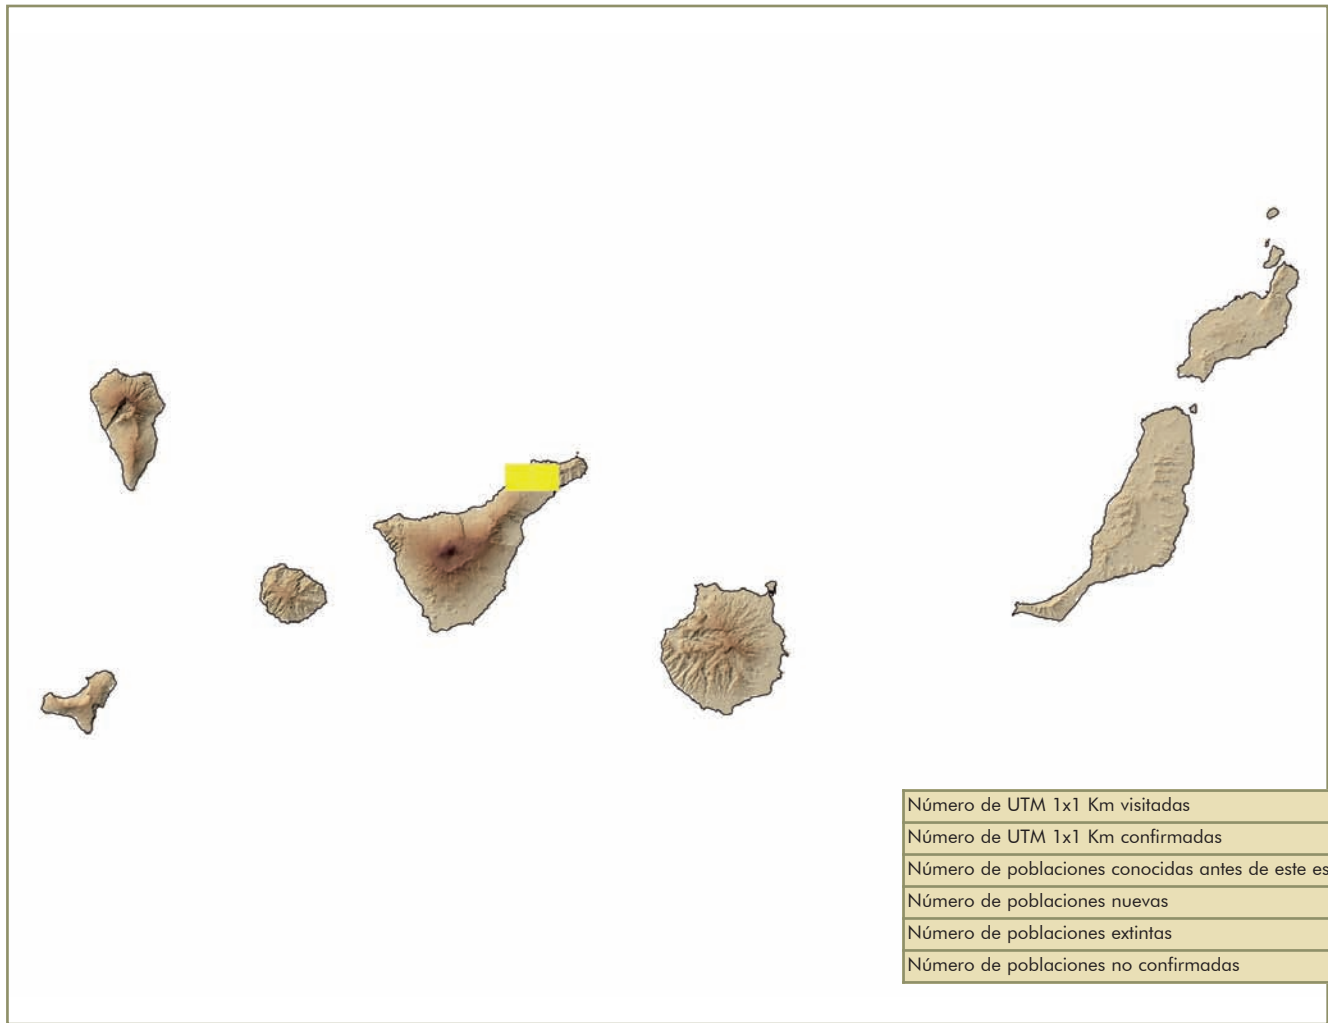 Número de UTM 1x1 Km visitadas
Número de UTM 1x1 Km confirmadas
Número de poblaciones conocidas antes de este es
Número de poblaciones nuevas
Número de poblaciones extintas
Número de poblaciones no confirmadas